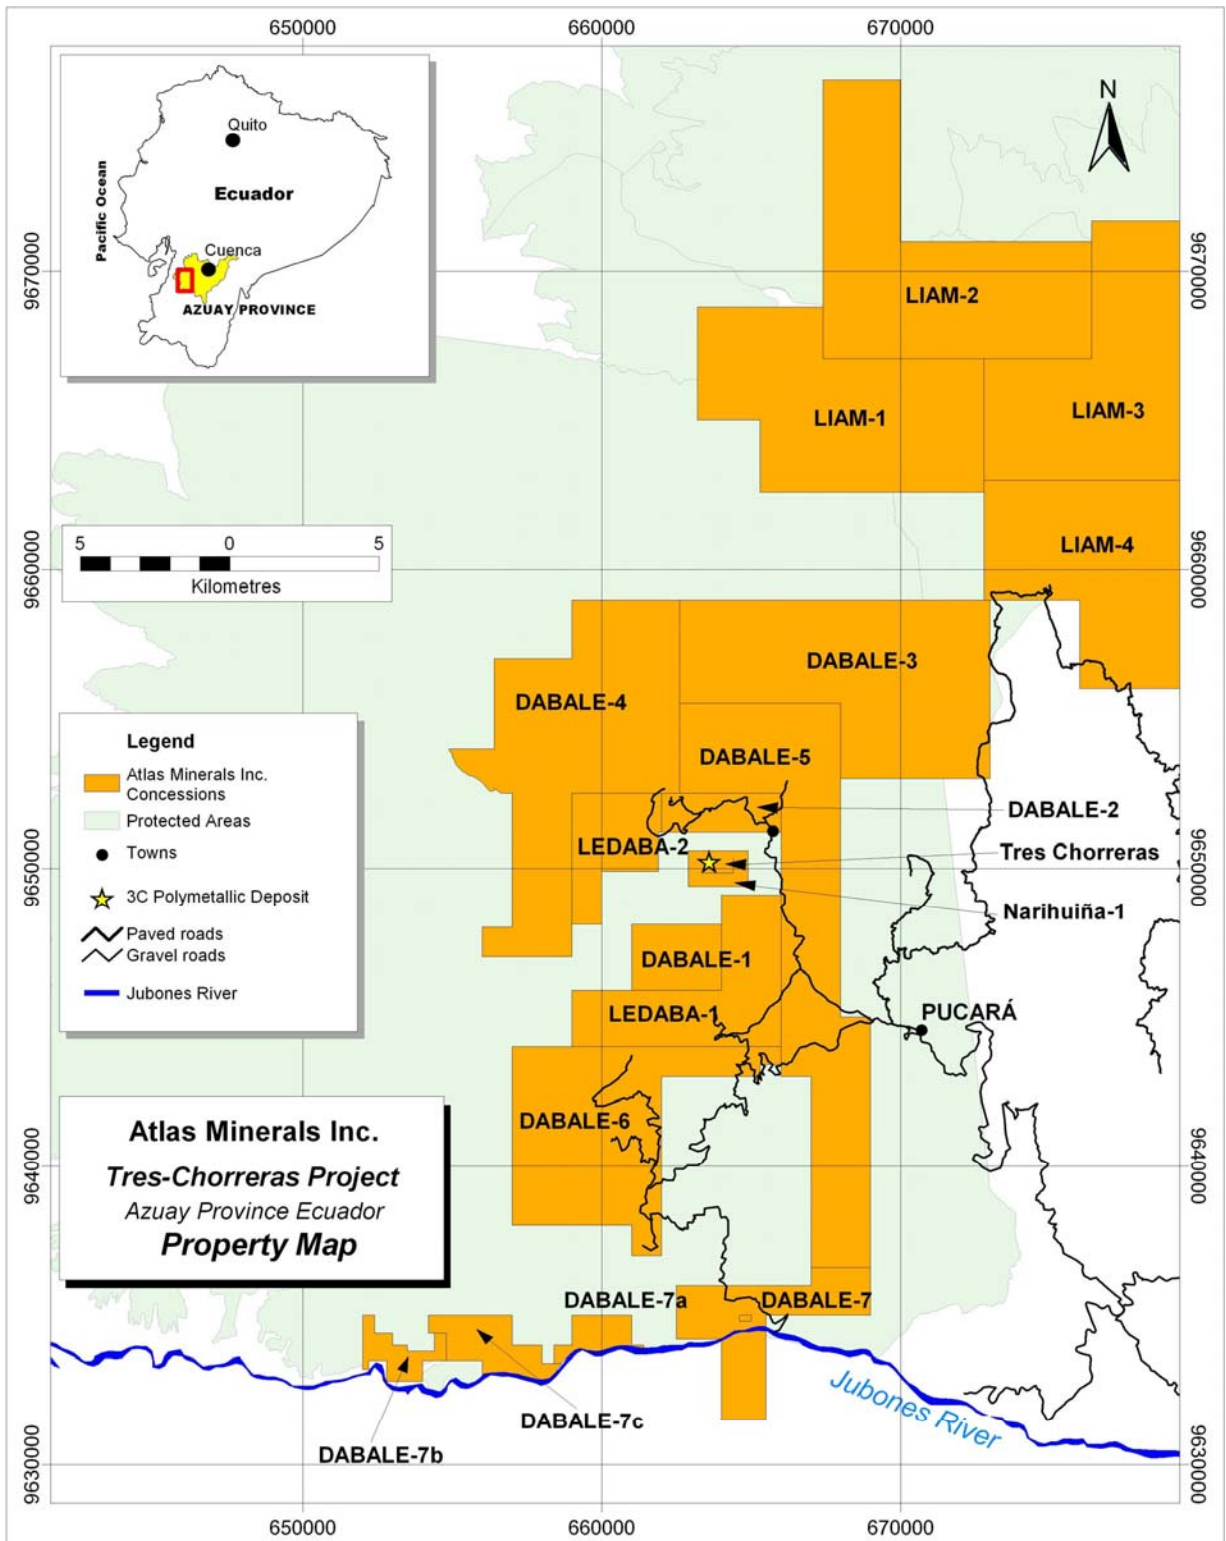 650000
660000
670000
N
Quito
Ecuador
Pacific Ocean
Cuenca
AZUAY PROVINCE
9670000
9670000
LIAM-2
LIAM-1
LIAM-3
LIAM-4
5 0 5
Kilometres
9660000
9660000
DABALE-3
DABALE-4
DABALE-5
Legend
Atlas Minerals Inc.
Concessions
Protected Areas
Towns
3C Polymetallic Deposit
Paved roads
Gravel roads
Jubones River
DABALE-2
LEDABA-2
Tres Chorreras
9650000
9650000
Narihuiña-1
DABALE-1
LEDABA-1
PUCARÁ
DABALE-6
Atlas Minerals Inc.
Tres-Chorreras Project
Azuay Province Ecuador
Property Map
9640000
9640000
DABALE-7a
DABALE-7
DABALE-7c
DABALE-7b
Jubones River
9630000
9630000
650000
660000
670000